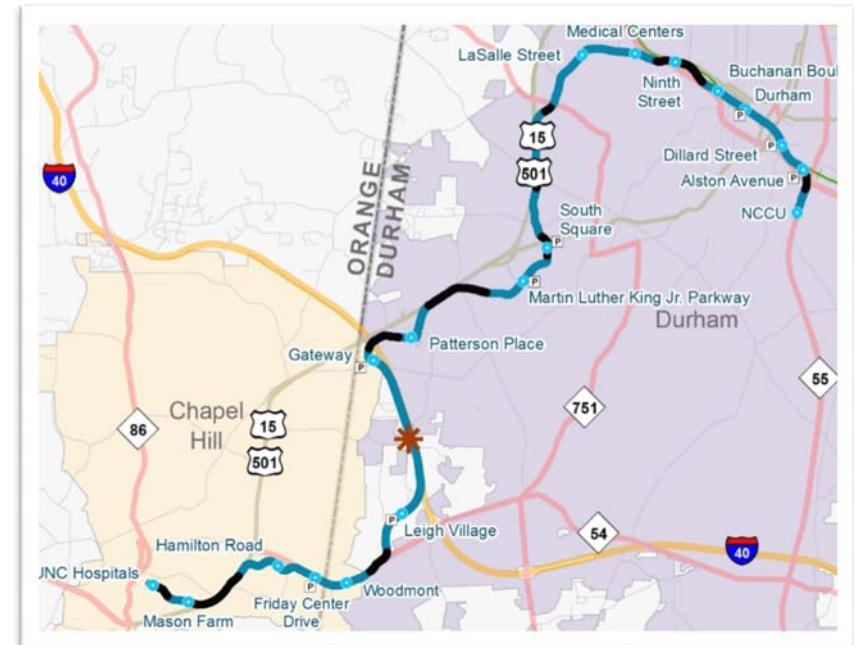 Medical Centers
LaSalle Street
Ninth
Street
Buchanan Boul
Durham
Dillard Street
Alston Avenue
NCCU
P
P
15
501
40
ORANGE
DURHAM
South
Square
P
P
Martin Luther King Jr. Parkway
Durham
Patterson Place
Gateway
P
55
751
Chapel
Hill
15
501
86
P
Leigh Village
54
40
Hamilton Road
UNC Hospitals
P
Woodmont
Friday Center
Drive
Mason Farm